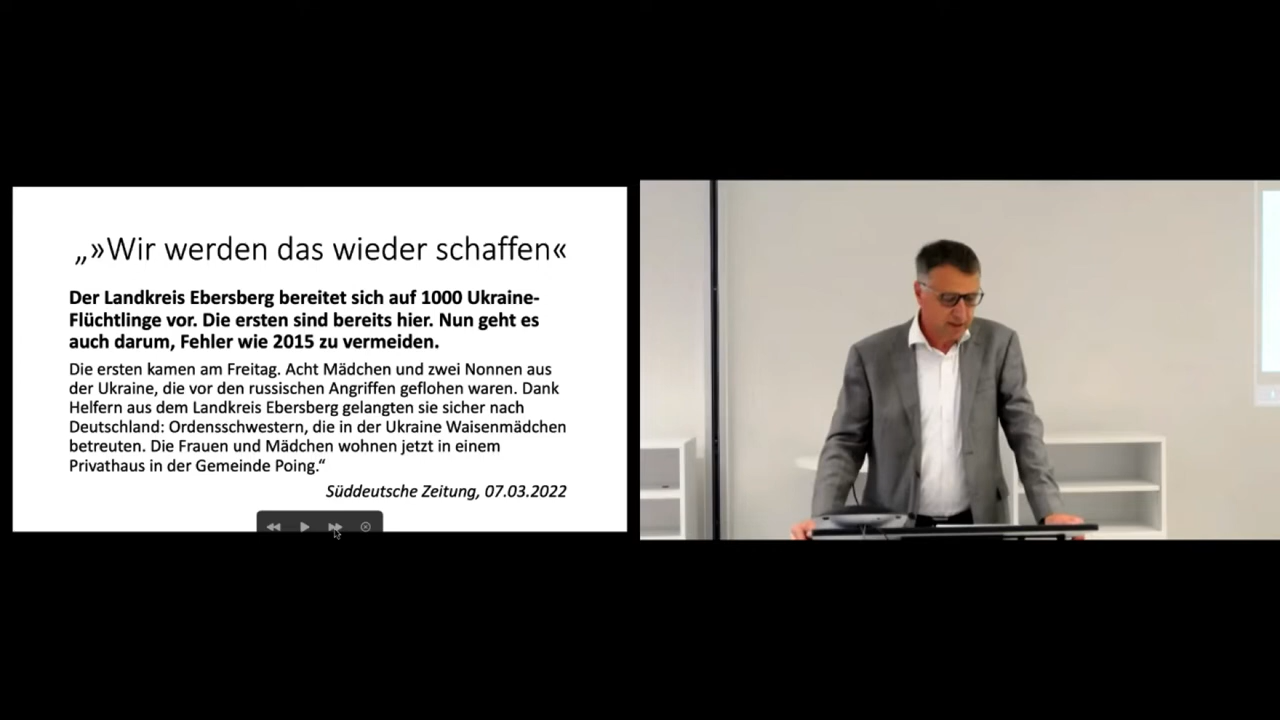 „»Wir werden das wieder schaffen«
Der Landkreis Ebersberg bereitet sich auf 1000 Ukraine-
Flüchtlinge vor. Die ersten sind bereits hier. Nun geht es
auch darum, Fehler wie 2015 zu vermeiden.
Die ersten kamen am Freitag. Acht Mädchen und zwei Nonnen aus
der Ukraine, die vor den russischen Angriffen geflohen waren. Dank
Helfern aus dem Landkreis Ebersberg gelangten sie sicher nach
Deutschland: Ordensschwestern, die in der Ukraine Waisenmädchen
betreuten. Die Frauen und Mädchen wohnen jetzt in einem
Privathaus in der Gemeinde Poing.“
Süddeutsche Zeitung, 07.03.2022